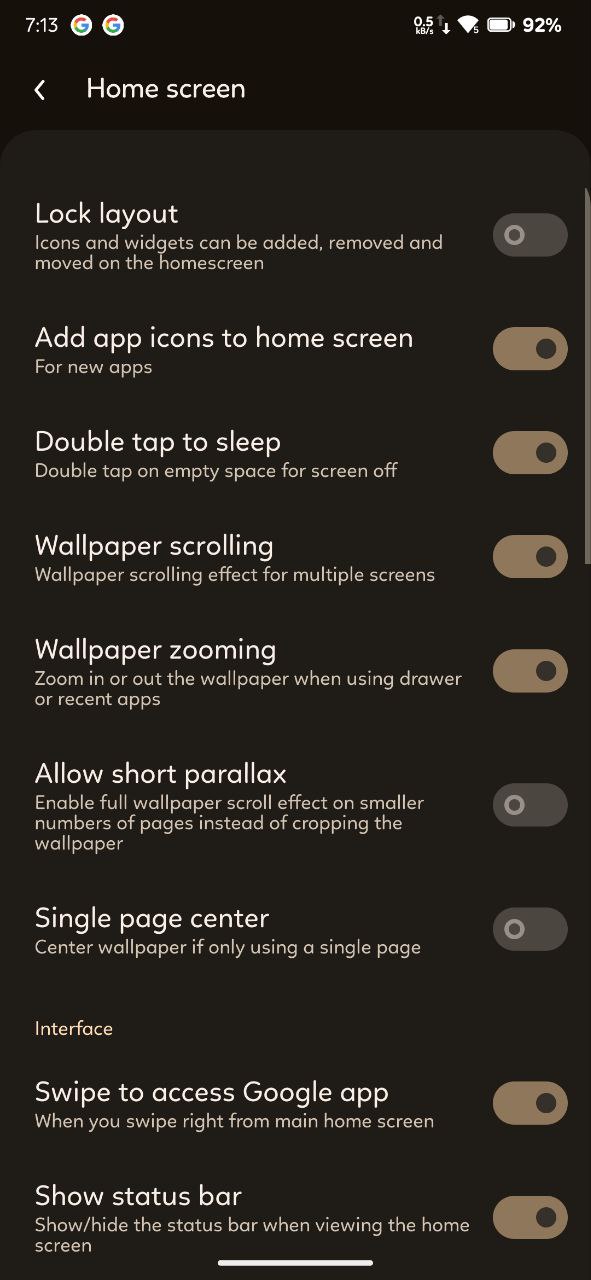 7:13
0.5
kB/s
5
92%
Home screen
Lock layout
Icons and widgets can be added, removed and
moved on the homescreen
Add app icons to home screen
For new apps
Double tap to sleep
Double tap on empty space for screen off
Wallpaper scrolling
Wallpaper scrolling effect for multiple screens
Wallpaper zooming
Zoom in or out the wallpaper when using drawer
or recent apps
Allow short parallax
Enable full wallpaper scroll effect on smaller
numbers of pages instead of cropping the
wallpaper
Single page center
Center wallpaper if only using a single page
Interface
Swipe to access Google app
When you swipe right from main home screen
Show status bar
Show/hide the status bar when viewing the home
screen